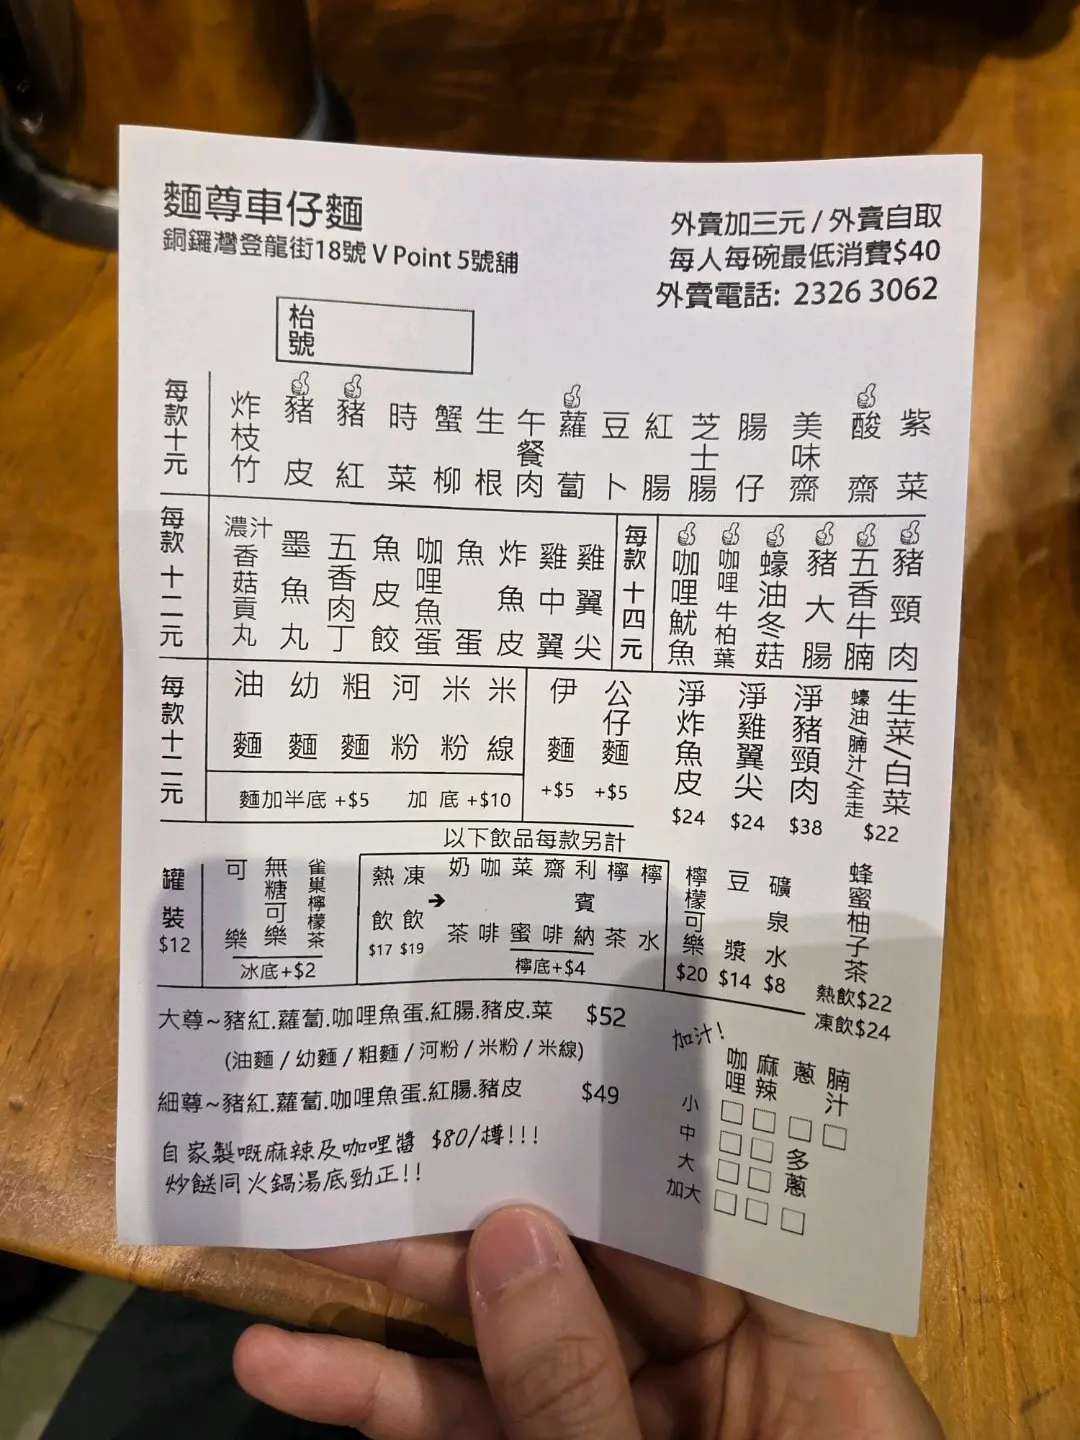 麵尊車仔麵
銅鑼灣登龍街18號 V Point 5號舖
外賣加三元 / 外賣自取
每人每碗最低消費$40
外賣電話: 2326 3062
枱號
每款十元
炸枝竹
豬皮
豬紅
時菜
蟹柳
生根
午餐肉
蘿蔔
豆卜
紅腸
芝士腸
腸仔
美味齋
酸齋
紫菜
每款十二元
濃汁香菇貢丸
墨魚丸
五香肉丁
魚皮餃
咖哩魚蛋
魚蛋
炸魚皮
雞中翼
雞翼尖
每款十四元
咖哩魷魚
咖哩牛柏葉
蠔油冬菇
豬大腸
五香牛腩
豬頸肉
每款十二元
油麵
幼麵
粗麵
河粉
米粉
米線
麵加半底 +$5
加底 +$10
伊麵 +$5
公仔麵 +$5
淨炸魚皮 $24
淨雞翼尖 $24
淨豬頸肉 $38
生菜/白菜
蠔油/腩汁/全走
$22
以下飲品每款另計
罐裝 $12
可樂
無糖可樂
雀巢檸檬茶
冰底+$2
熱飲 $17
凍飲 $19
➔
奶茶
咖啡
菜蜜
齋啡
利賓納
檸茶
檸水
檸底+$4
檸檬可樂 $20
豆漿 $14
礦泉水 $8
蜂蜜柚子茶
熱飲$22
凍飲$24
大尊~豬紅.蘿蔔.咖哩魚蛋.紅腸.豬皮.菜 $52
(油麵 / 幼麵 / 粗麵 / 河粉 / 米粉 / 米線)
細尊~豬紅.蘿蔔.咖哩魚蛋.紅腸.豬皮 $49
自家製嘅麻辣及咖哩醬 $80/樽!!!
炒餸同火鍋湯底勁正!!
加汁!
咖哩 麻辣 蔥 腩汁
小
中
大
加大
多蔥